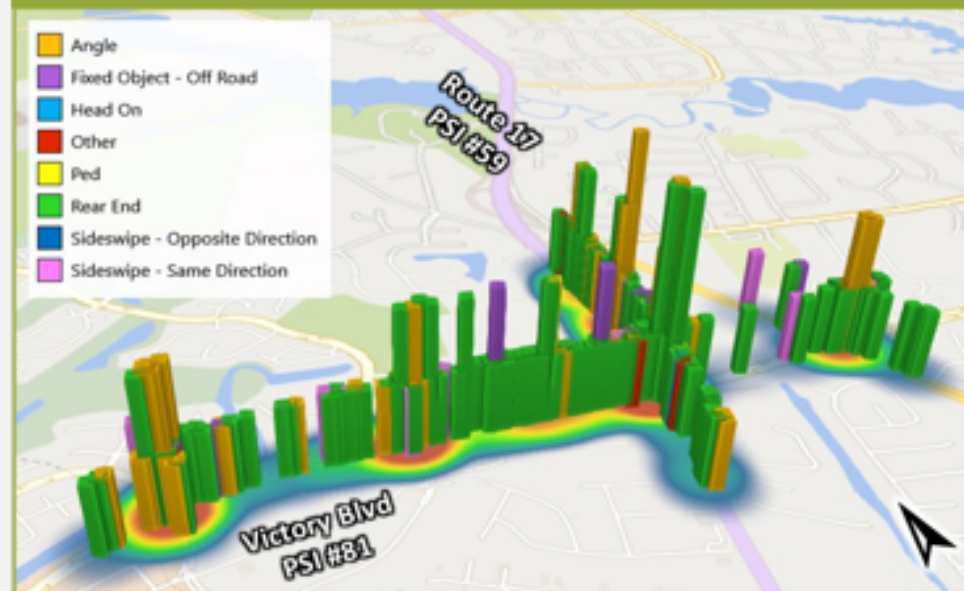 Angle
Fixed Object - Off Road
Head On
Other
Ped
Rear End
Sideswipe - Opposite Direction
Sideswipe - Same Direction
Route 17
PSI #59
Victory Blvd
PSI #81